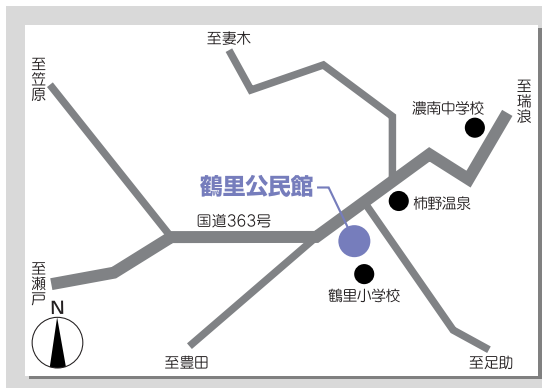 至妻木
至笠原
至瑞浪
濃南中学校
鶴里公民館
柿野温泉
国道363号
至瀬戸
鶴里小学校
N
至豊田
至足助